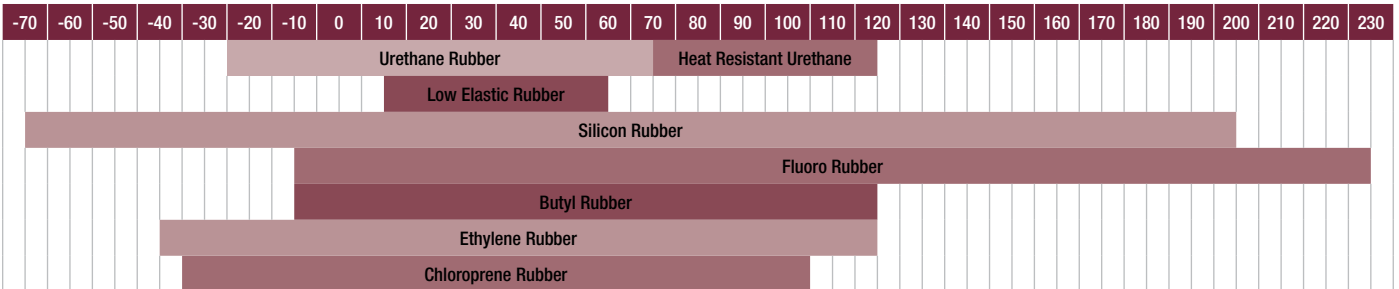 -70 -60 -50 -40 -30 -20 -10 0 10 20 30 40 50 60 70 80 90 100 110 120 130 140 150 160 170 180 190 200 210 220 230
Urethane Rubber Heat Resistant Urethane
Low Elastic Rubber
Silicon Rubber
Fluoro Rubber
Butyl Rubber
Ethylene Rubber
Chloroprene Rubber